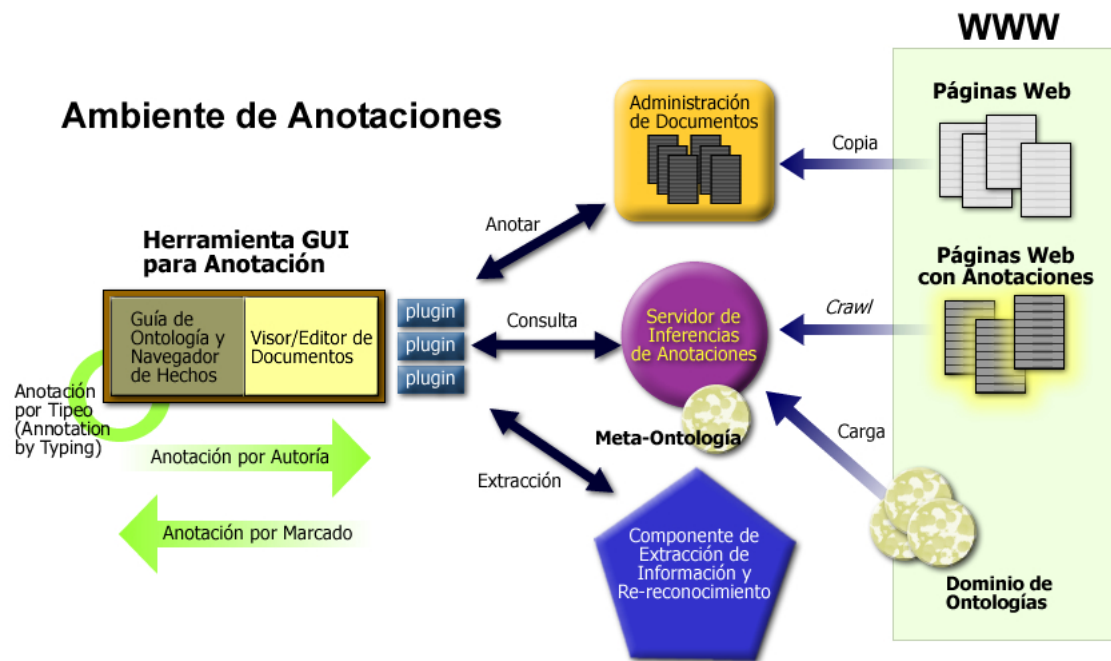 WWW
Ambiente de Anotaciones
Administración
de Documentos
Copia
Páginas Web
Anotar
Herramienta GUI
para Anotación
Páginas Web
con Anotaciones
Guía de
Ontología y
Navegador
de Hechos
Visor/Editor de
Documentos
plugin
plugin
plugin
Consulta
Servidor de
Inferencias
de Anotaciones
Crawl
Anotación
por Tipeo
(Annotation
by Typing)
Meta-Ontología
Carga
Anotación por Autoría
Extracción
Anotación por Marcado
Componente de
Extracción de
Información y
Re-reconocimiento
Dominio de
Ontologías